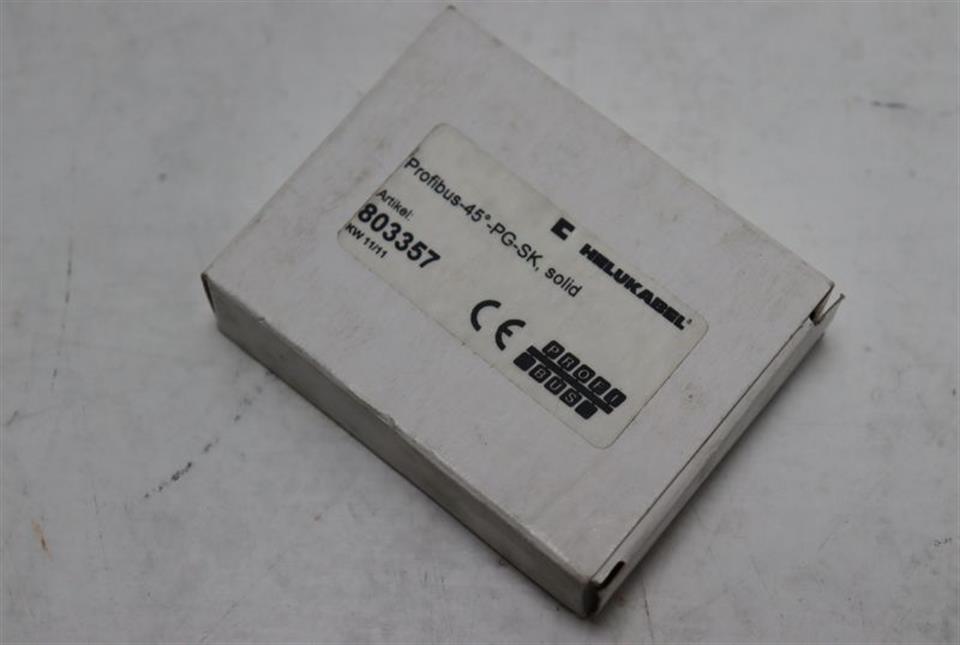 HELUKABEL®
Profibus-45°-PG-SK, solid
Artikel:
803357
KW 11/11
CE
PROFI
BUS